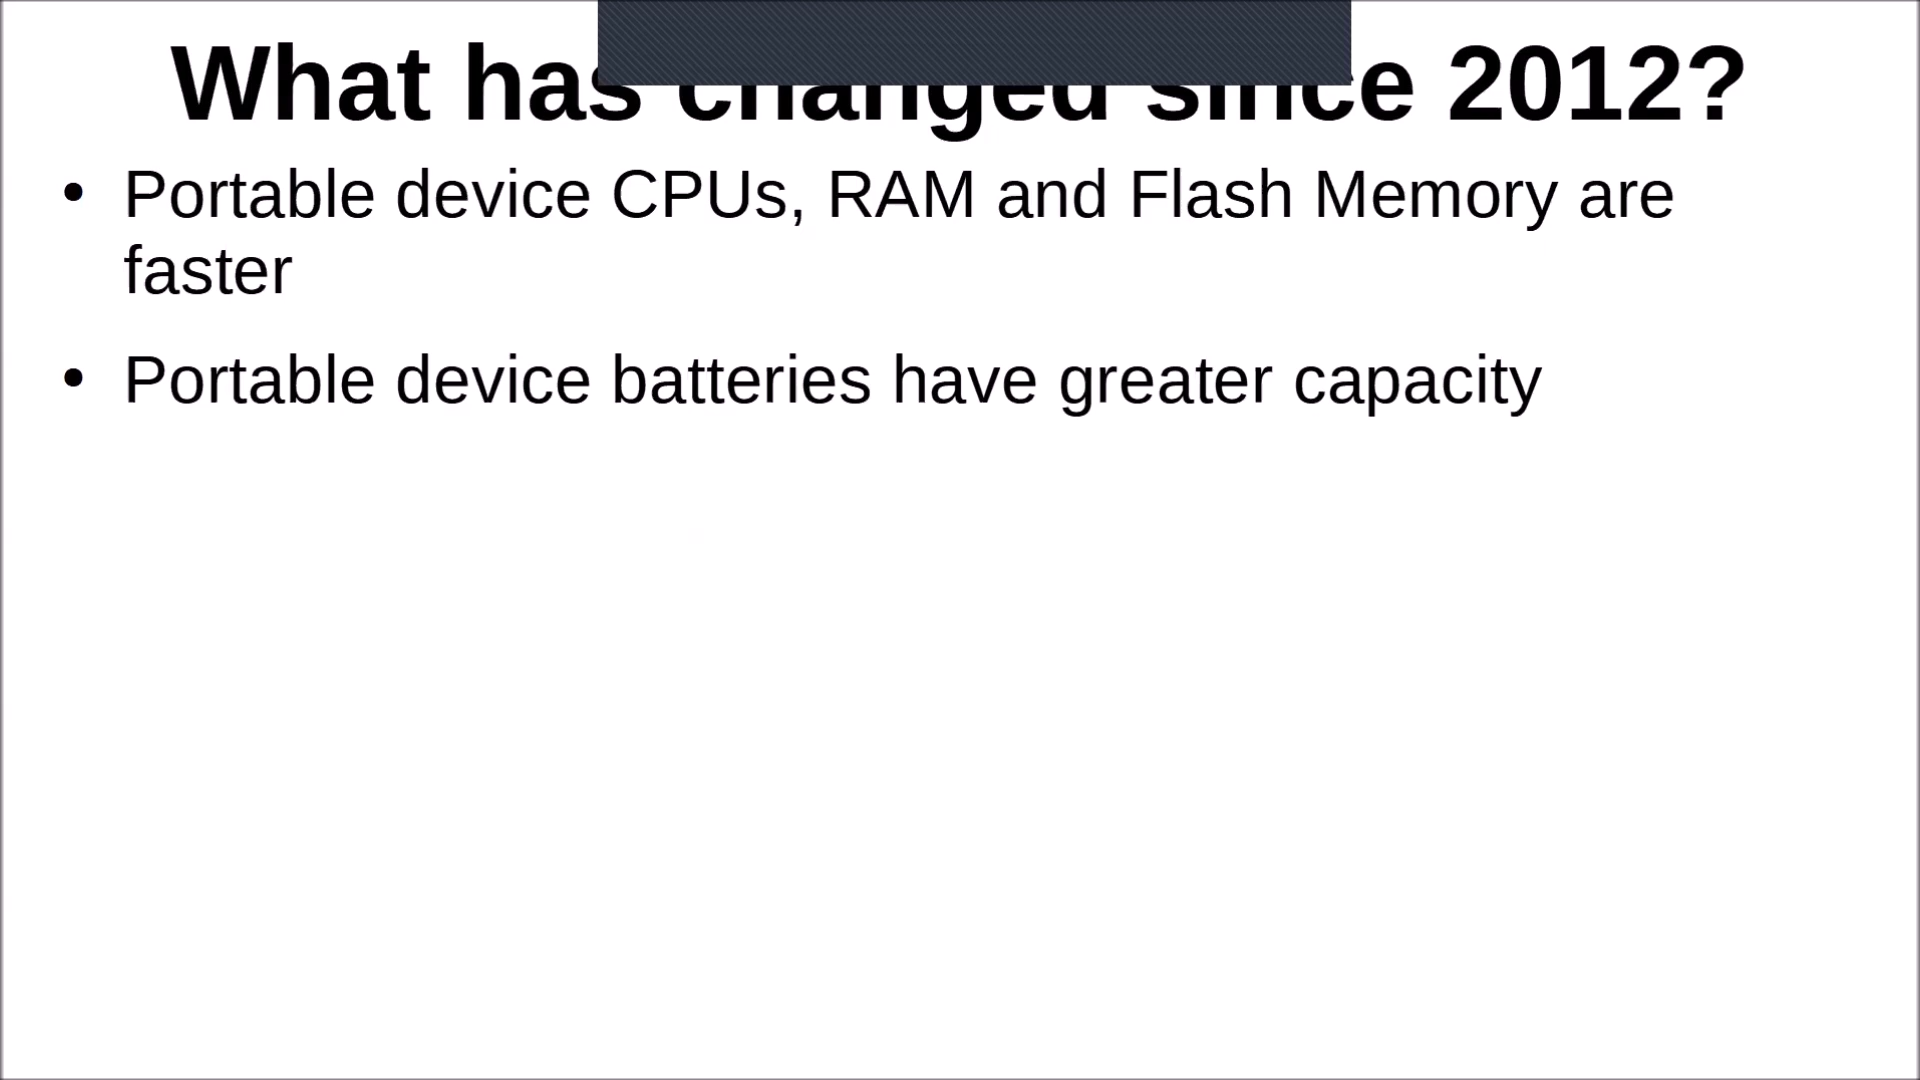 What has changed since 2012?
• Portable device CPUs, RAM and Flash Memory are
faster
• Portable device batteries have greater capacity